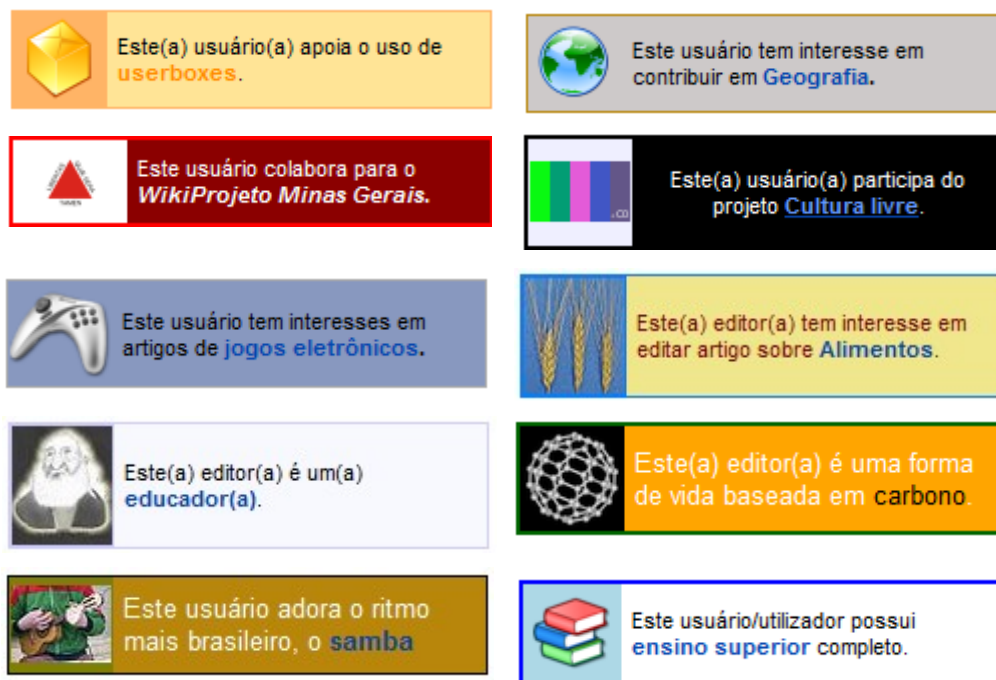 Este(a) usuário(a) apoia o uso de
userboxes.
Este usuário tem interesse em
contribuir em Geografia.
Este usuário colabora para o
WikiProjeto Minas Gerais.
.co
Este(a) usuário(a) participa do
projeto Cultura livre.
Este usuário tem interesses em
artigos de jogos eletrônicos.
Este(a) editor(a) tem interesse em
editar artigo sobre Alimentos.
Este(a) editor(a) é um(a)
educador(a).
Este(a) editor(a) é uma forma
de vida baseada em carbono.
Este usuário adora o ritmo
mais brasileiro, o samba
Este usuário/utilizador possui
ensino superior completo.